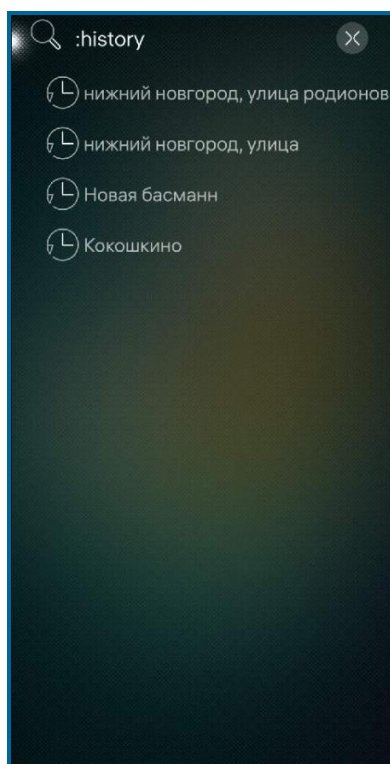 :history
нижний новгород, улица родионов
нижний новгород, улица
Новая басманн
Кокошкино